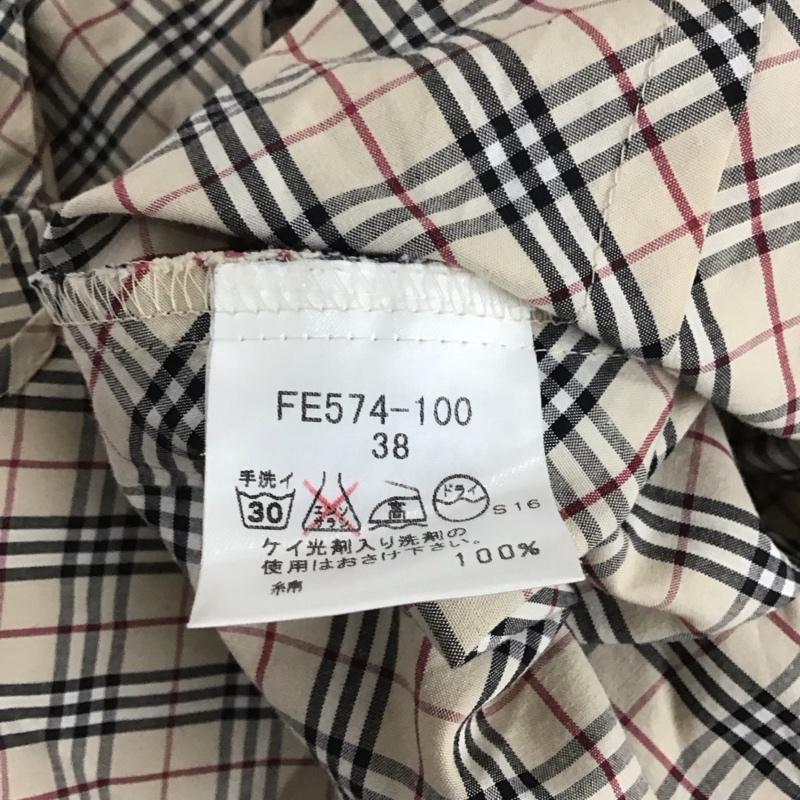 FE574-100
38
手洗イ
30 エンソ サラシ 高 ドライ S16
ケイ光剤入り洗剤の
使用はおさけ下さい。
綿 100%